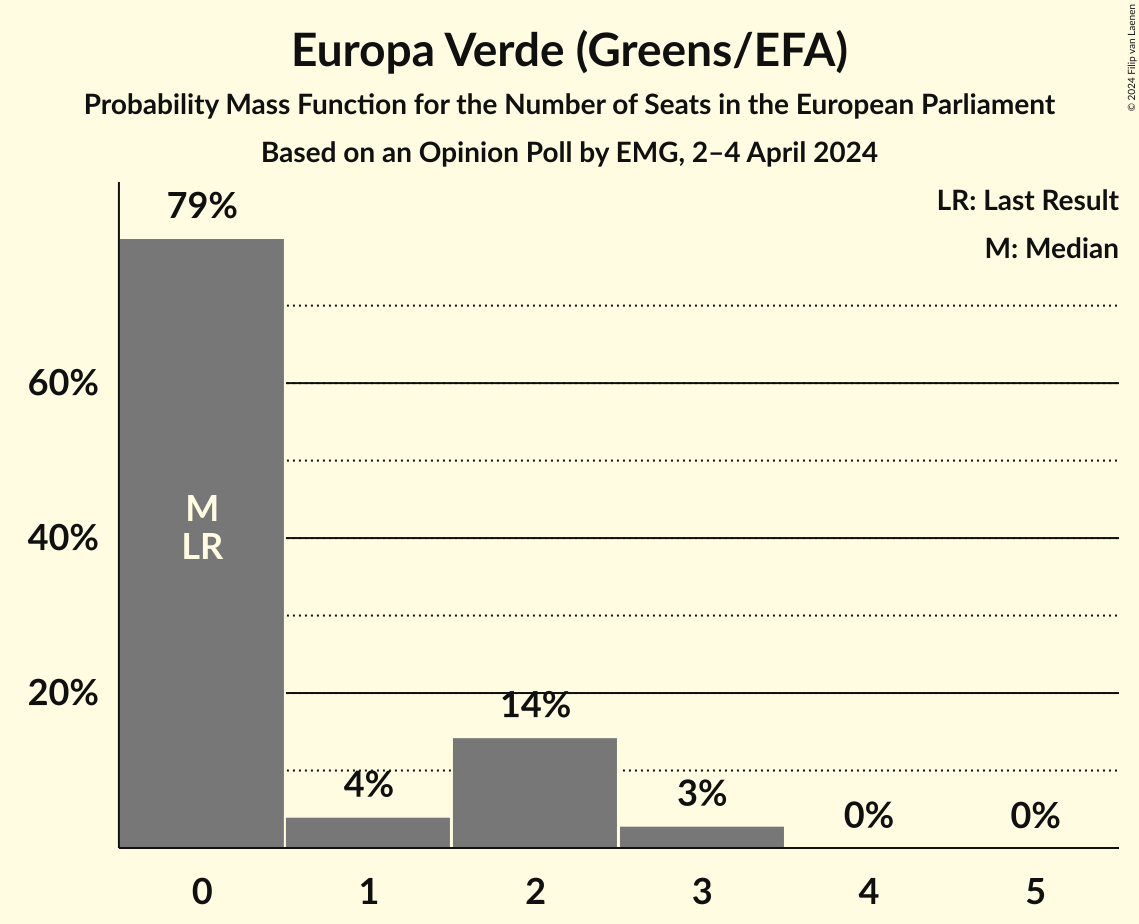 Europa Verde (Greens/EFA)
Probability Mass Function for the Number of Seats in the European Parliament
Based on an Opinion Poll by EMG, 2–4 April 2024
© 2024 Filip van Laenen
LR: Last Result
M: Median
79%
60%
M
40%
LR
20%
14%
4%
3%
0%
0%
0
1
2
3
4
5